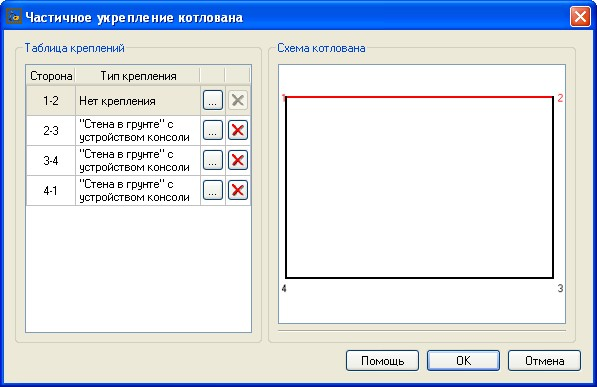 Частичное укрепление котлована
Таблица креплений
Сторона Тип крепления
1-2 Нет крепления ...
2-3 "Стена в грунте" с
устройством консоли ...
3-4 "Стена в грунте" с
устройством консоли ...
4-1 "Стена в грунте" с
устройством консоли ...
Схема котлована
1 2
4 3
Помощь OK Отмена